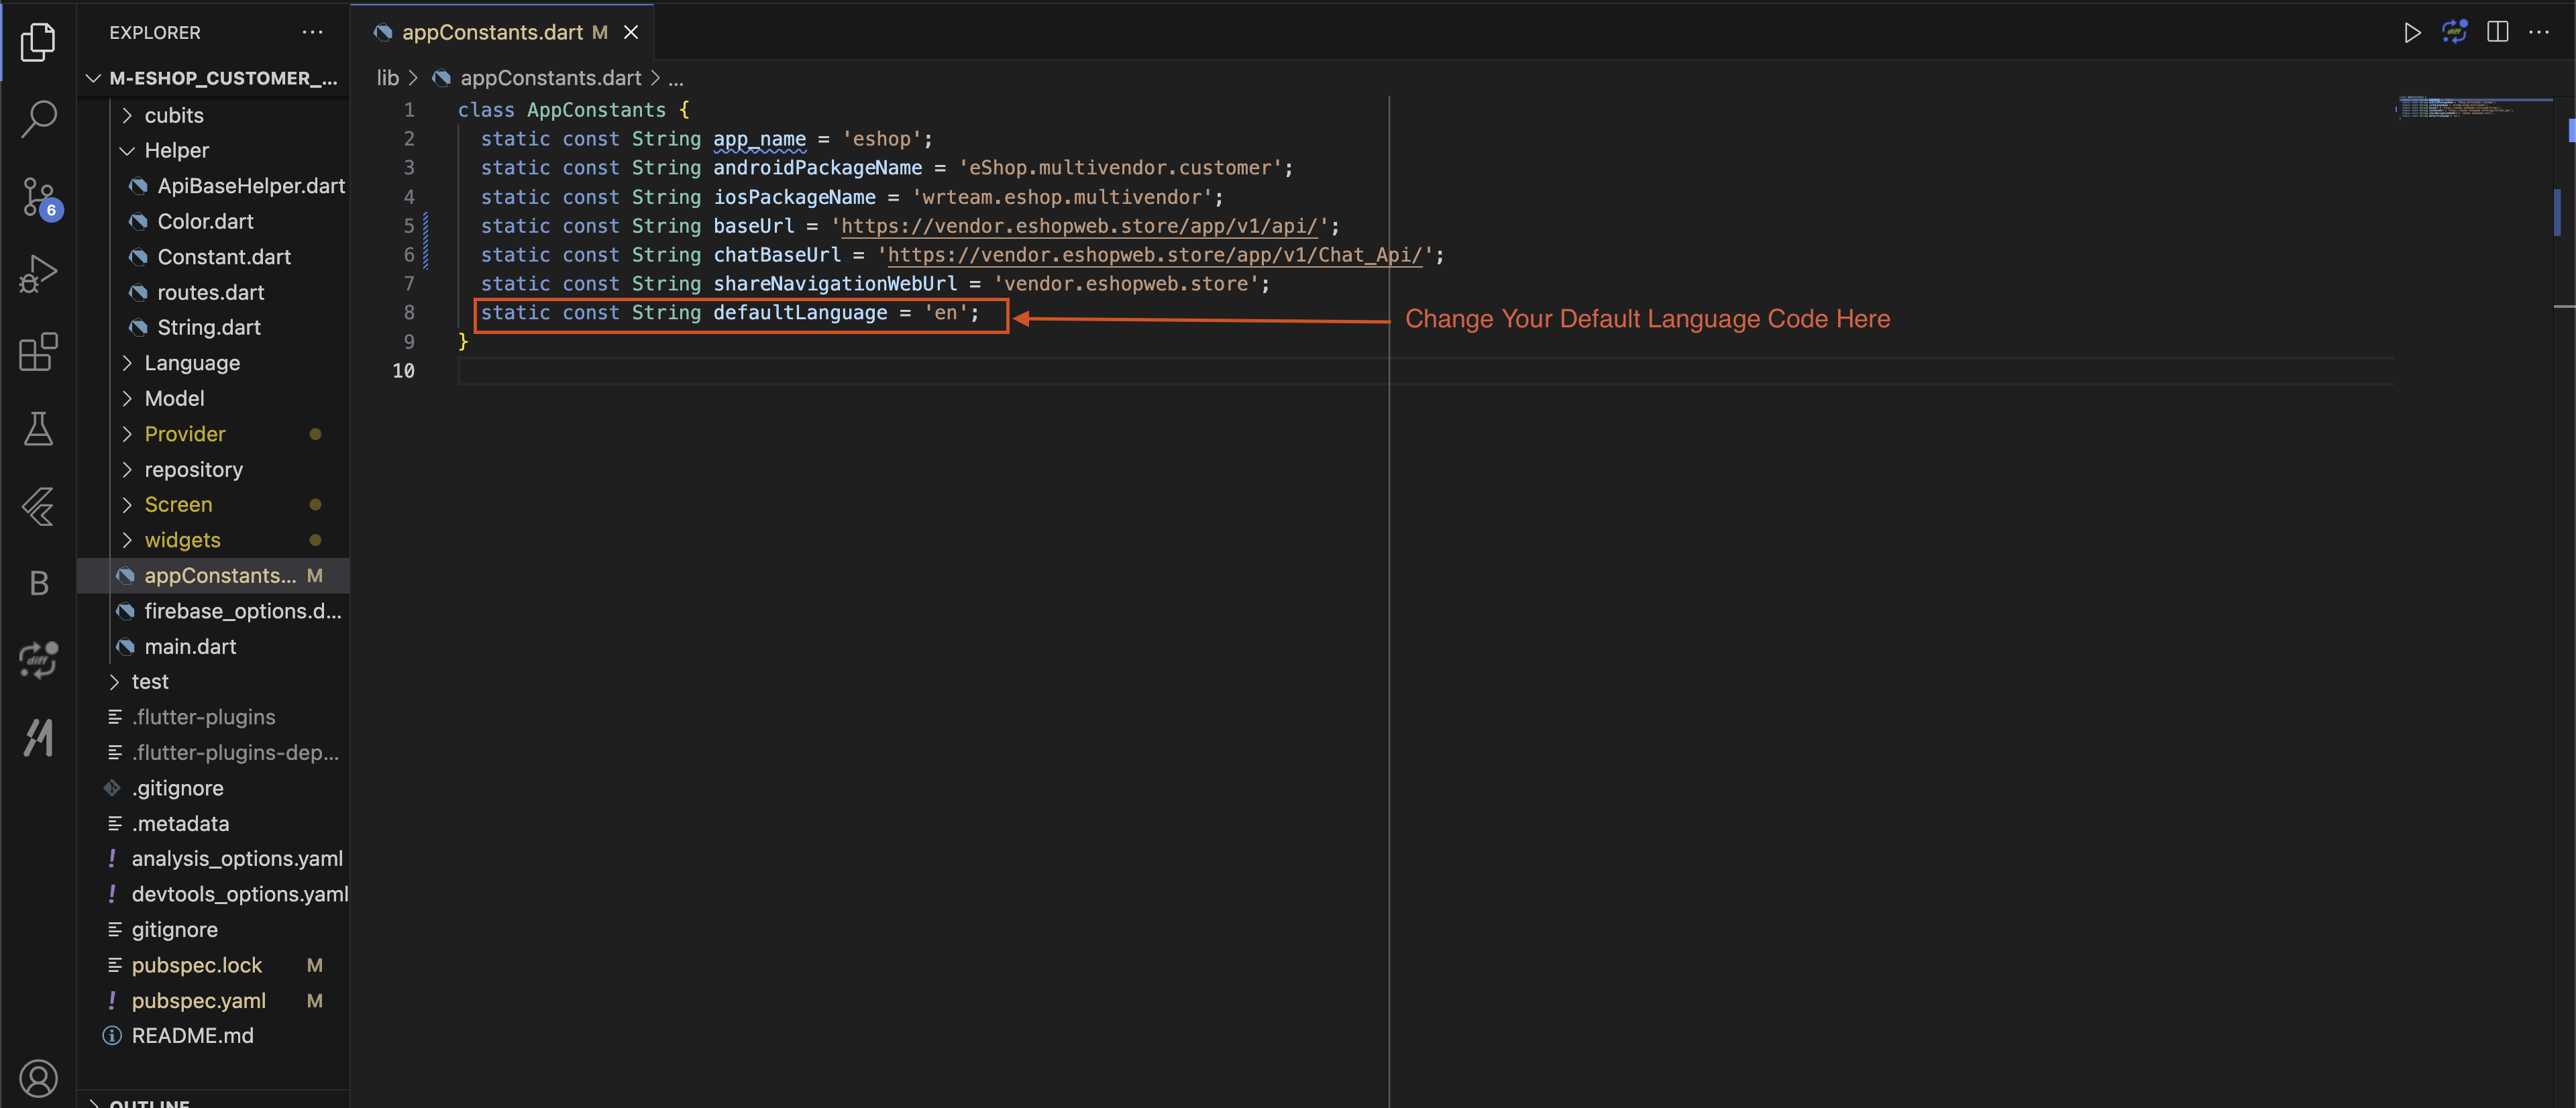 EXPLORER
M-ESHOP_CUSTOMER_...
cubits
Helper
ApiBaseHelper.dart
Color.dart
Constant.dart
routes.dart
String.dart
Language
Model
Provider
repository
Screen
widgets
appConstants... M
firebase_options.d...
main.dart
test
.flutter-plugins
.flutter-plugins-dep...
.gitignore
.metadata
! analysis_options.yaml
! devtools_options.yaml
gitignore
pubspec.lock M
! pubspec.yaml M
README.md
OUTLINE
6
B
diff
appConstants.dart M
diff
lib > appConstants.dart > ...
1 class AppConstants {
2 static const String app_name = 'eshop';
3 static const String androidPackageName = 'eShop.multivendor.customer';
4 static const String iosPackageName = 'wrteam.eshop.multivendor';
5 static const String baseUrl = 'https://vendor.eshopweb.store/app/v1/api/';
6 static const String chatBaseUrl = 'https://vendor.eshopweb.store/app/v1/Chat_Api/';
7 static const String shareNavigationWebUrl = 'vendor.eshopweb.store';
8 static const String defaultLanguage = 'en';
9 }
10
Change Your Default Language Code Here